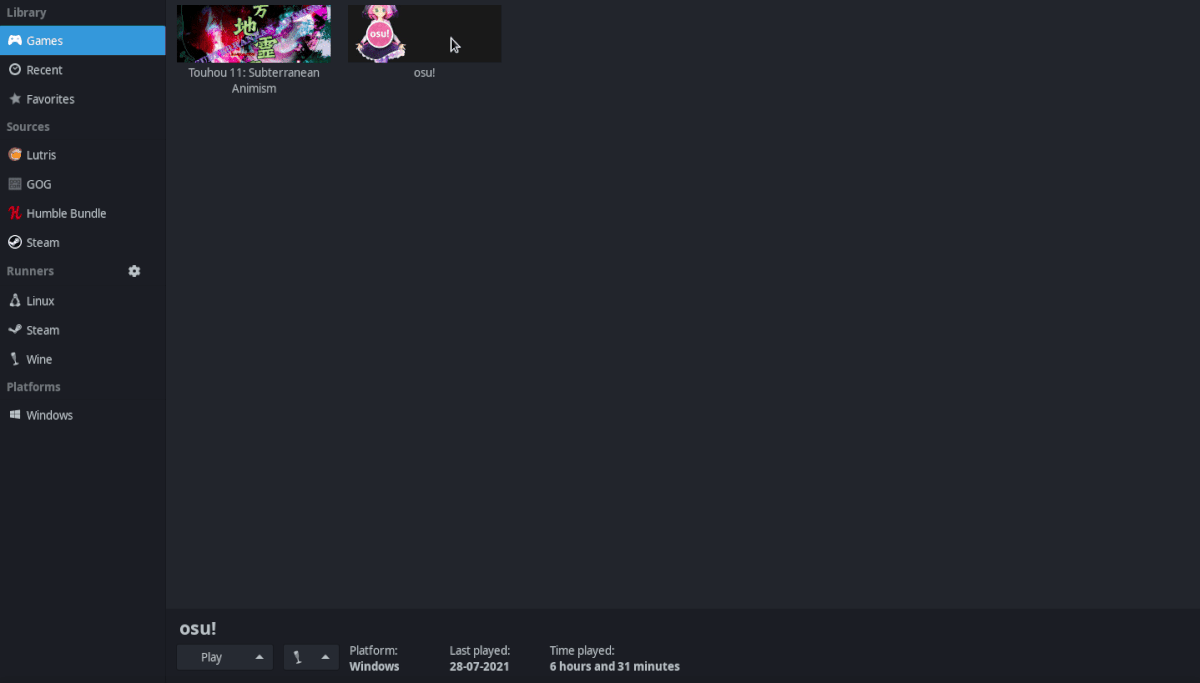 Library
Games
Recent
Favorites
Sources
Lutris
GOG
Humble Bundle
Steam
Runners
Linux
Steam
Wine
Platforms
Windows
方
地
霊
Touhou 11: Subterranean
Animism
osu!
osu!
osu!
Play
Platform:
Windows
Last played:
28-07-2021
Time played:
6 hours and 31 minutes